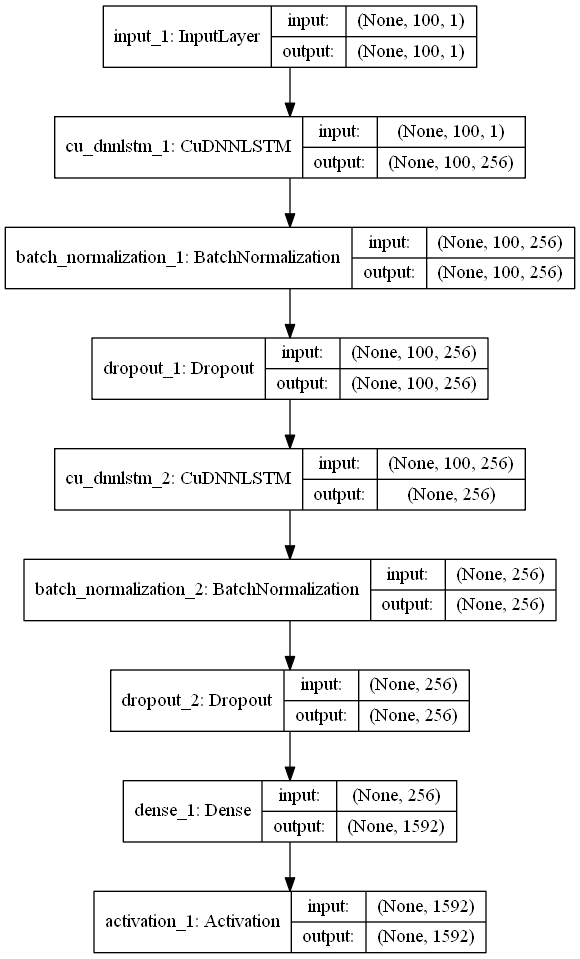 input_1: InputLayer
input: (None, 100, 1)
output: (None, 100, 1)
cu_dnnlstm_1: CuDNNLSTM
input: (None, 100, 1)
output: (None, 100, 256)
batch_normalization_1: BatchNormalization
input: (None, 100, 256)
output: (None, 100, 256)
dropout_1: Dropout
input: (None, 100, 256)
output: (None, 100, 256)
cu_dnnlstm_2: CuDNNLSTM
input: (None, 100, 256)
output: (None, 256)
batch_normalization_2: BatchNormalization
input: (None, 256)
output: (None, 256)
dropout_2: Dropout
input: (None, 256)
output: (None, 256)
dense_1: Dense
input: (None, 256)
output: (None, 1592)
activation_1: Activation
input: (None, 1592)
output: (None, 1592)